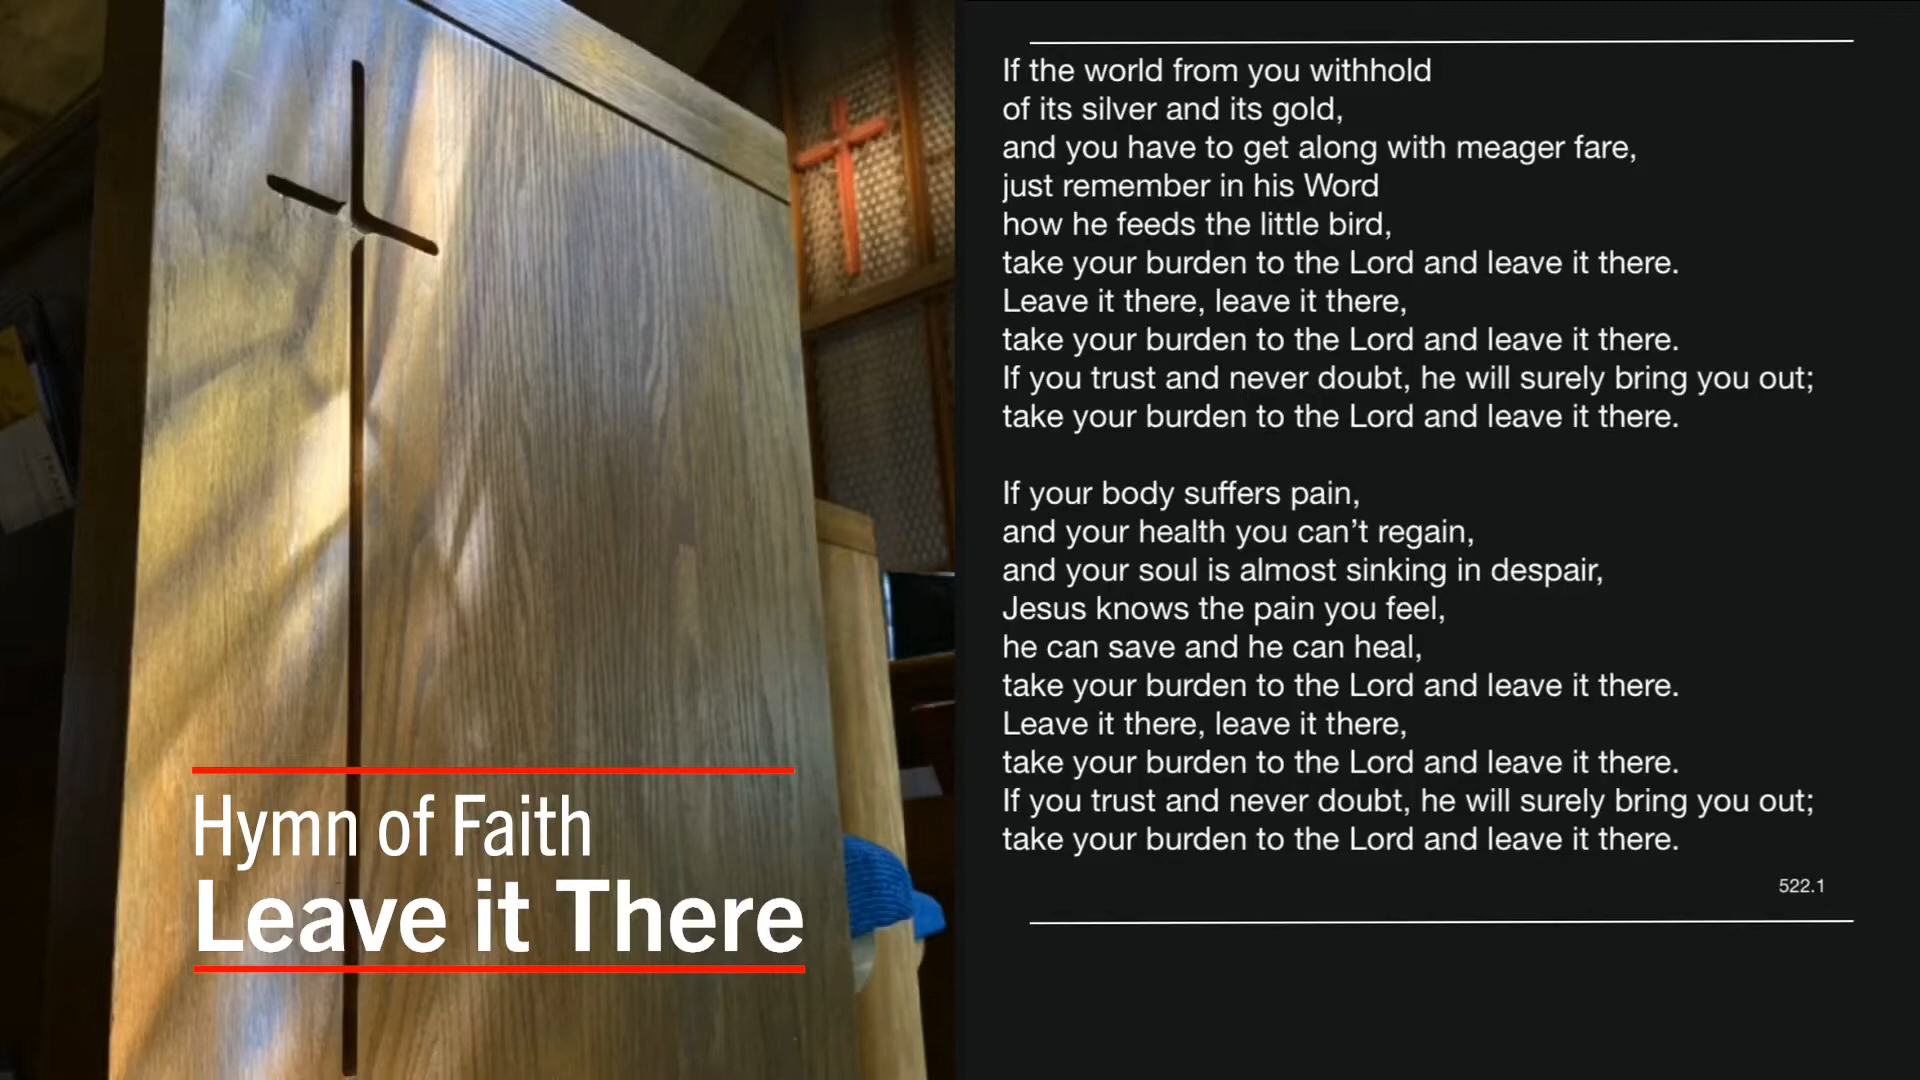 Hymn of Faith
Leave it There
If the world from you withhold
of its silver and its gold,
and you have to get along with meager fare,
just remember in his Word
how he feeds the little bird,
take your burden to the Lord and leave it there.
Leave it there, leave it there,
take your burden to the Lord and leave it there.
If you trust and never doubt, he will surely bring you out;
take your burden to the Lord and leave it there.
If your body suffers pain,
and your health you can’t regain,
and your soul is almost sinking in despair,
Jesus knows the pain you feel,
he can save and he can heal,
take your burden to the Lord and leave it there.
Leave it there, leave it there,
take your burden to the Lord and leave it there.
If you trust and never doubt, he will surely bring you out;
take your burden to the Lord and leave it there.
522.1